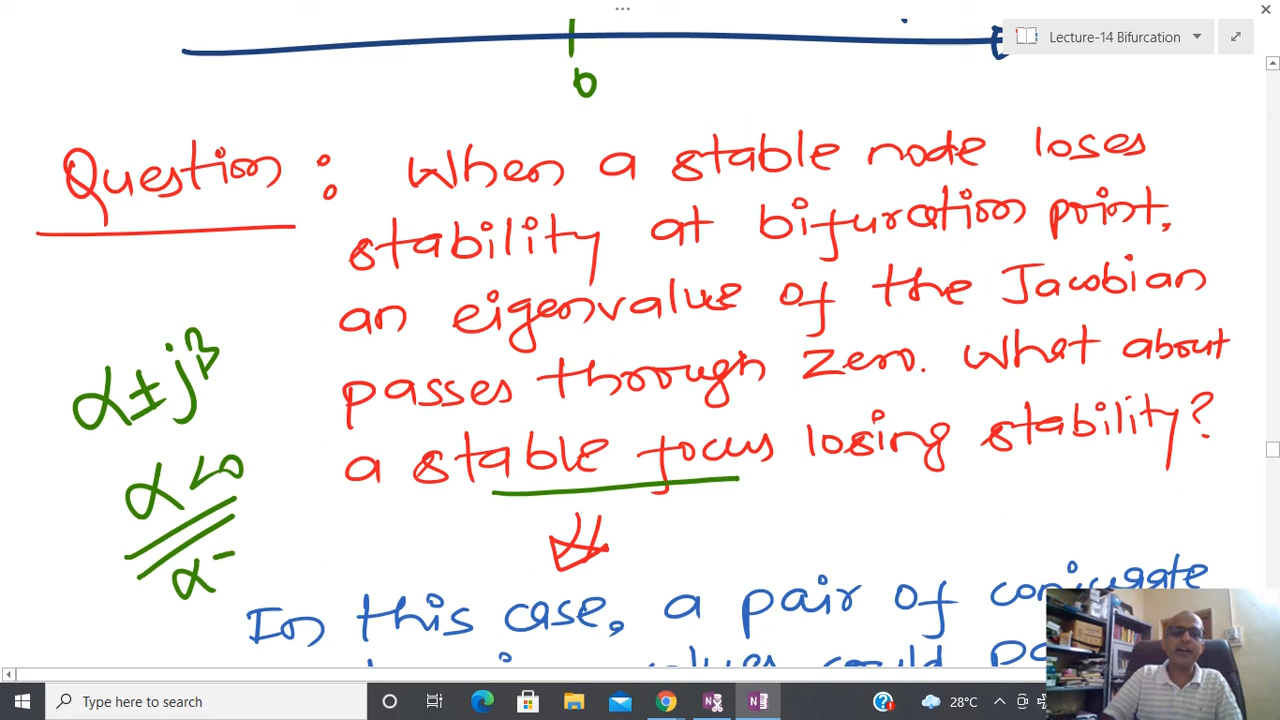 ...
Lecture-14 Bifurcation
0
Question : When a stable node loses
stability at bifurcation point,
an eigenvalue of the Jacobian
passes through zero. What about
a stable focus losing stability?
α ± jβ
α < 0
α
In this case, a pair of conjugate
values could
Type here to search
28°C